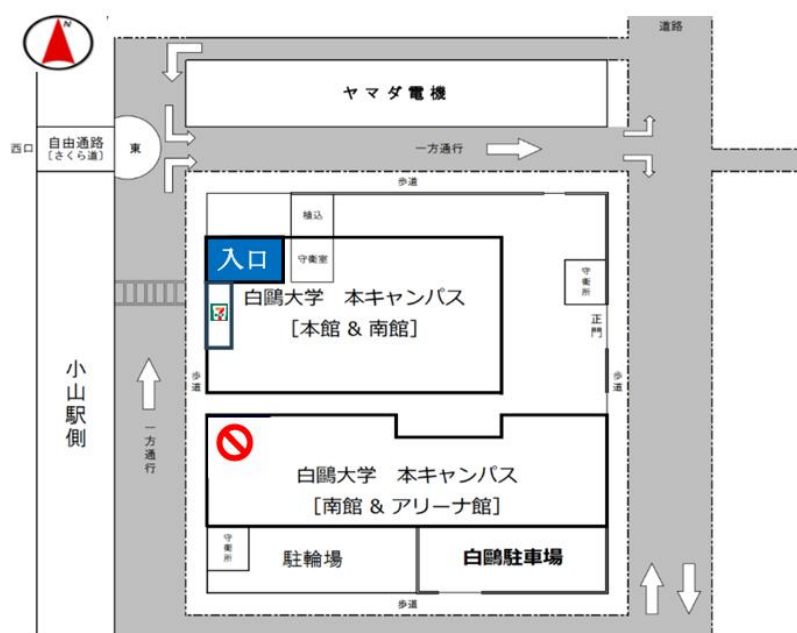 道路
N
ヤマダ電機
西口
自由通路
[さくら道]
東
一方通行
歩道
植込
入口
守衛室
守衛所
7
白鷗大学 本キャンパス
[本館 & 南館]
正門
歩道
歩道
小山駅側
一方通行
白鷗大学 本キャンパス
[南館 & アリーナ館]
守衛所
駐輪場
白鷗駐車場
歩道